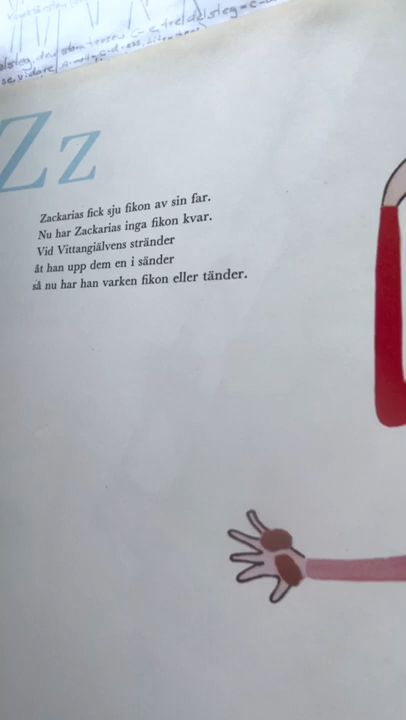 Zz
Zackarias fick sju fikon av sin far.
Nu har Zackarias inga fikon kvar.
Vid Vittangiälvens stränder
åt han upp dem en i sänder
så nu har han varken fikon eller tänder.